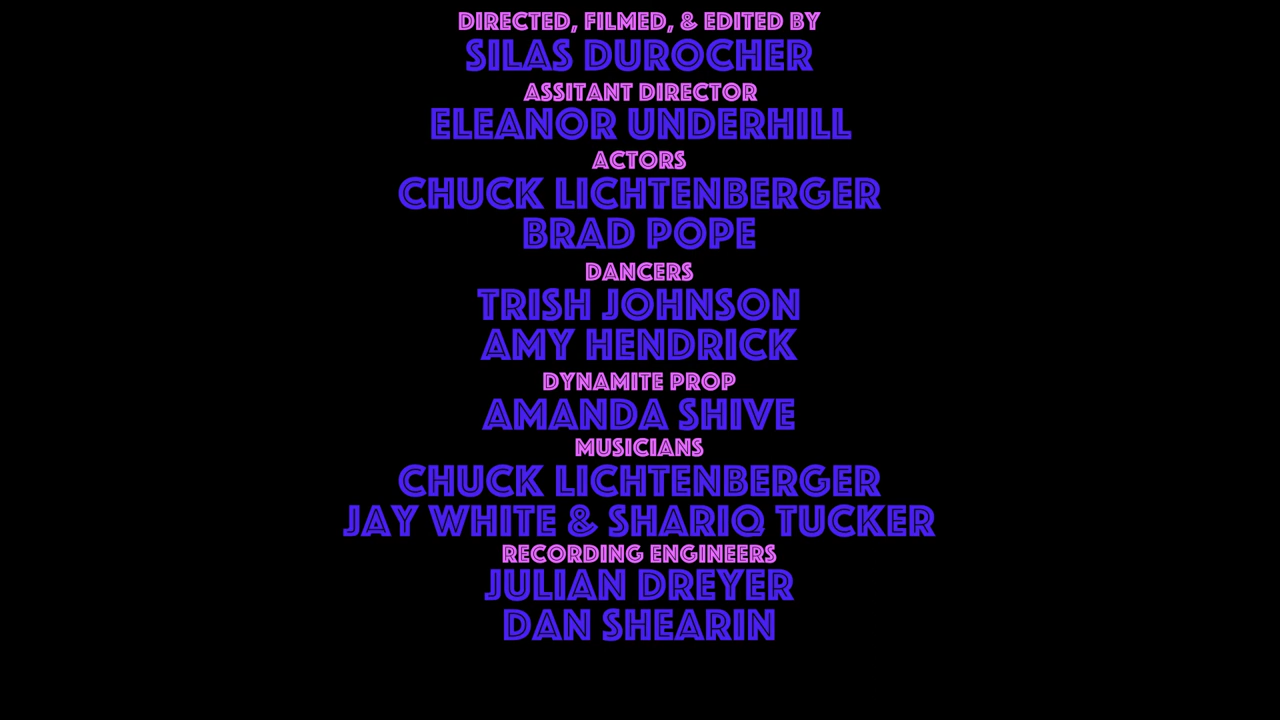 DIRECTED, FILMED, & EDITED BY
SILAS DUROCHER
ASSITANT DIRECTOR
ELEANOR UNDERHILL
ACTORS
CHUCK LICHTENBERGER
BRAD POPE
DANCERS
TRISH JOHNSON
AMY HENDRICK
DYNAMITE PROP
AMANDA SHIVE
MUSICIANS
CHUCK LICHTENBERGER
JAY WHITE & SHARIQ TUCKER
RECORDING ENGINEERS
JULIAN DREYER
DAN SHEARIN